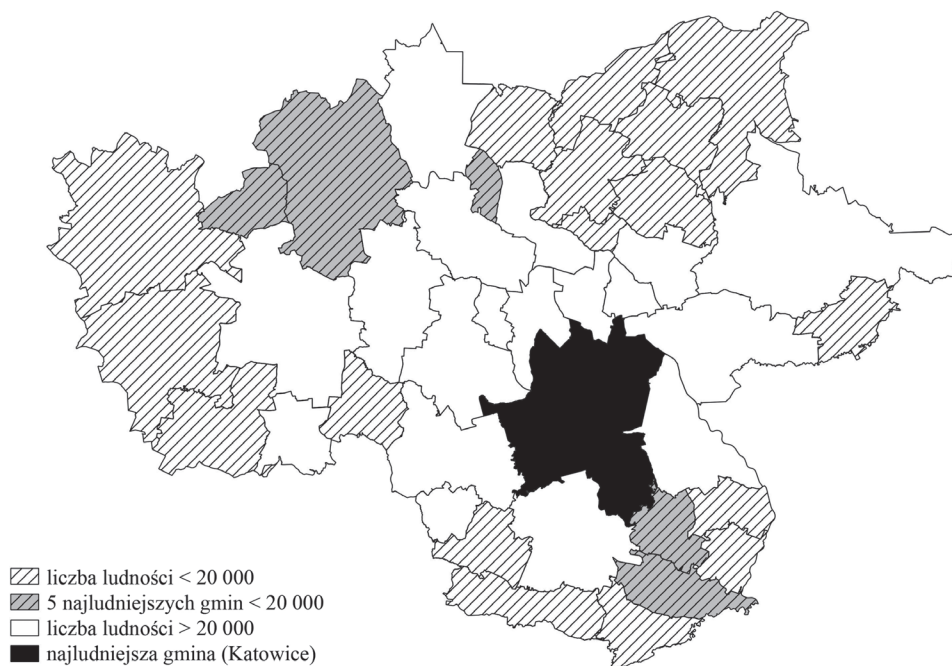 liczba ludności < 20 000
5 najludniejszych gmin < 20 000
liczba ludności > 20 000
najludniejsza gmina (Katowice)